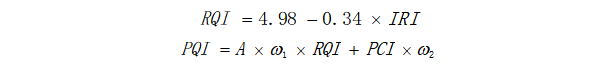 RQI = 4.98 − 0.34 × IRI
PQI = A × ω₁ × RQI + PCI × ω₂